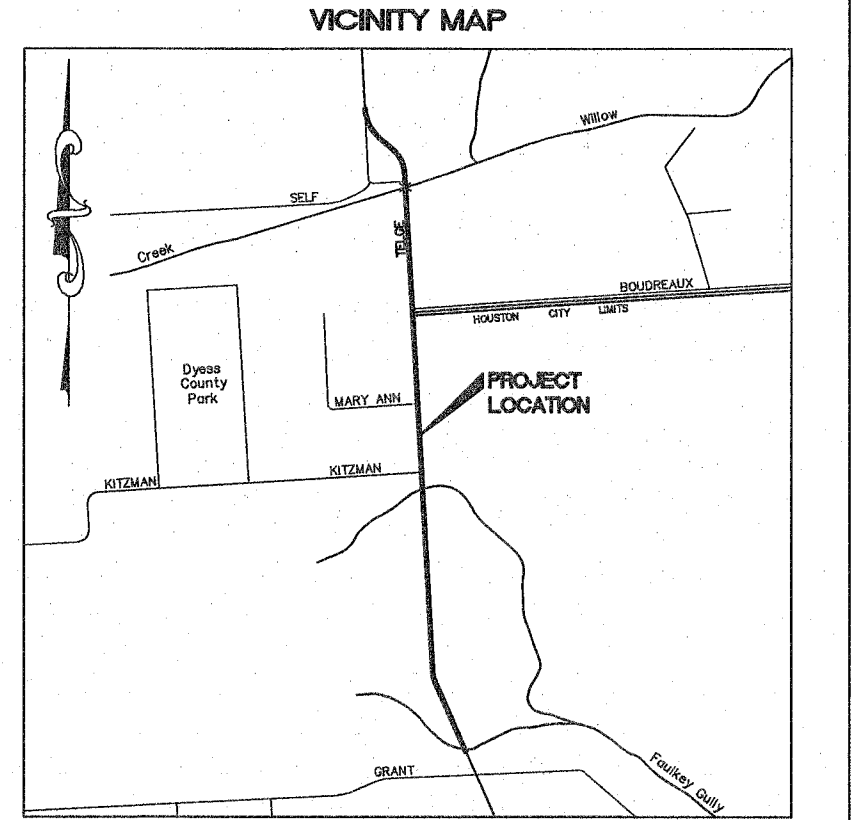 VICINITY MAP
Willow
SELF
TELGE
Creek
BOUDREAUX
HOUSTON CITY LIMITS
Dyess
County
Park
PROJECT
LOCATION
MARY ANN
KITZMAN
KITZMAN
Faulkey Gully
GRANT